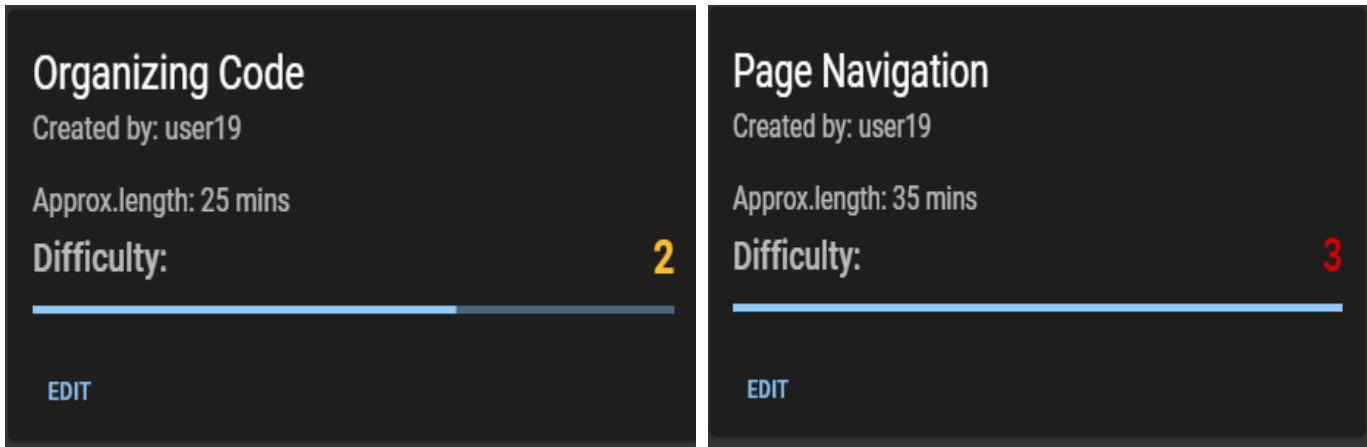 Organizing Code
Created by: user19
Approx.length: 25 mins
Difficulty: 2
EDIT
Page Navigation
Created by: user19
Approx.length: 35 mins
Difficulty: 3
EDIT